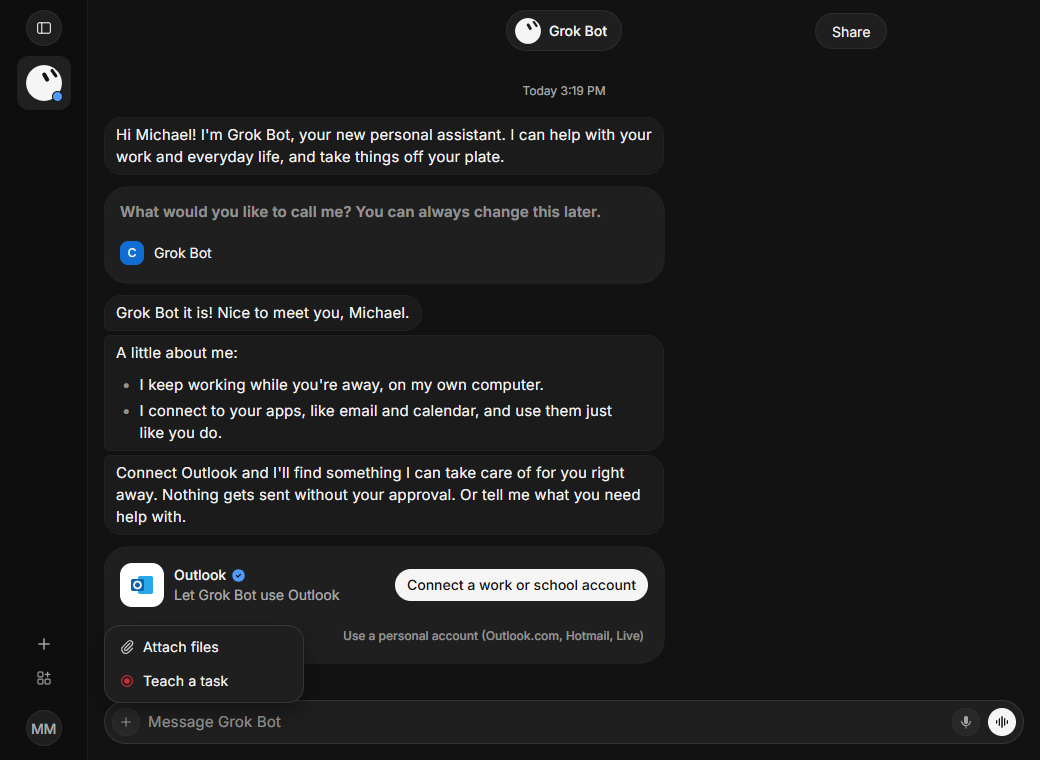 Grok Bot
Share
Today 3:19 PM
Hi Michael! I'm Grok Bot, your new personal assistant. I can help with your
work and everyday life, and take things off your plate.
What would you like to call me? You can always change this later.
C
Grok Bot
Grok Bot it is! Nice to meet you, Michael.
A little about me:
• I keep working while you're away, on my own computer.
• I connect to your apps, like email and calendar, and use them just
like you do.
Connect Outlook and I'll find something I can take care of for you right
away. Nothing gets sent without your approval. Or tell me what you need
help with.
Outlook
Let Grok Bot use Outlook
Connect a work or school account
Use a personal account (Outlook.com, Hotmail, Live)
Attach files
Teach a task
Message Grok Bot
MM